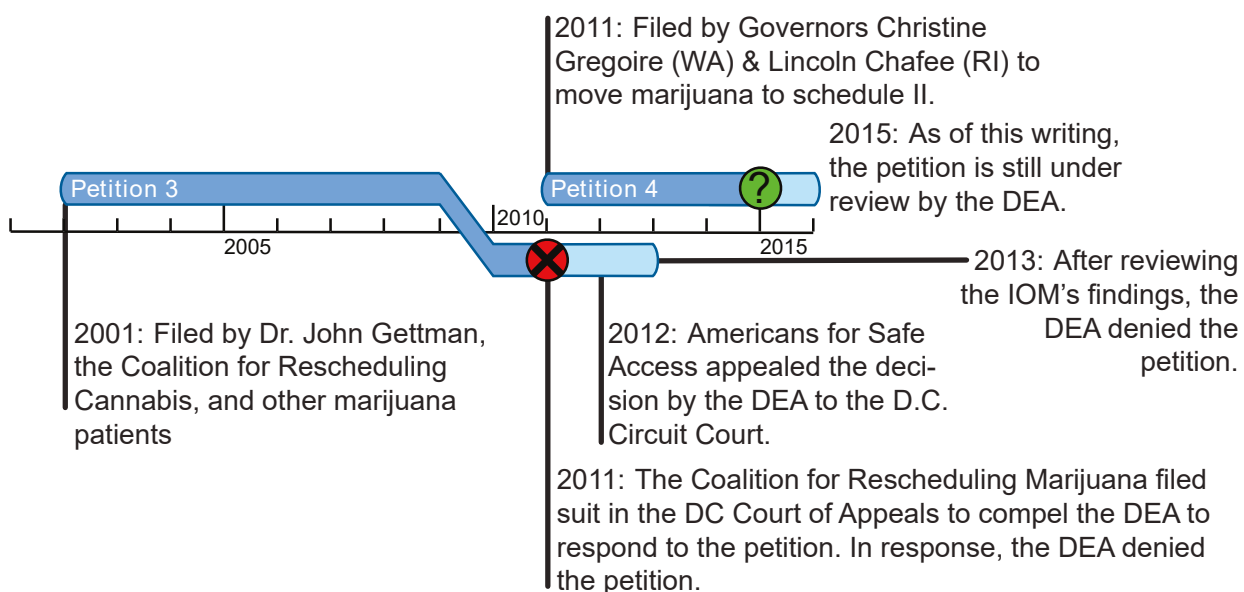 2011: Filed by Governors Christine
Gregoire (WA) & Lincoln Chafee (RI) to
move marijuana to schedule II.
2015: As of this writing,
the petition is still under
review by the DEA.
Petition 3
Petition 4
?
2005
2010
2015
2013: After reviewing
the IOM’s findings, the
DEA denied the
petition.
2001: Filed by Dr. John Gettman,
the Coalition for Rescheduling
Cannabis, and other marijuana
patients
2012: Americans for Safe
Access appealed the deci-
sion by the DEA to the D.C.
Circuit Court.
2011: The Coalition for Rescheduling Marijuana filed
suit in the DC Court of Appeals to compel the DEA to
respond to the petition. In response, the DEA denied
the petition.